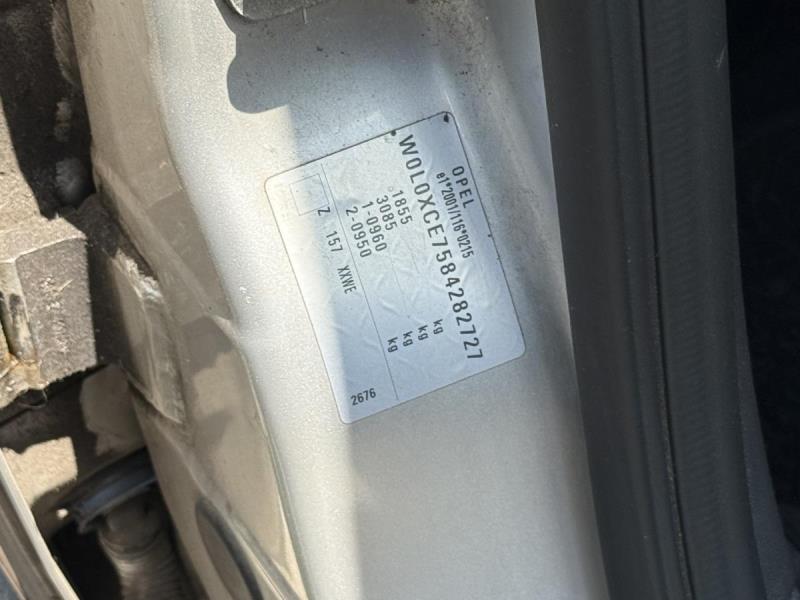 OPEL
e1*2001/116*0215
W0L0XCE7584282727
1855 kg
3085 kg
1-0960 kg
2-0950 kg
Z 157 XXWE 2676